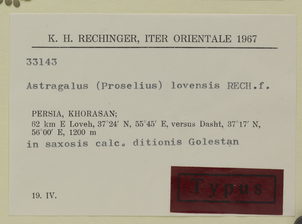 K. H. RECHINGER, ITER ORIENTALE 1967
33143
Astragalus (Proselius) lovensis RECH.f.
PERSIA, KHORASAN;
62 km E Loveh, 37°24′ N, 55°45′ E, versus Dasht, 37°17′ N,
56°00′ E, 1200 m
in saxosis calc. ditionis Golestan
Typus
19. IV.